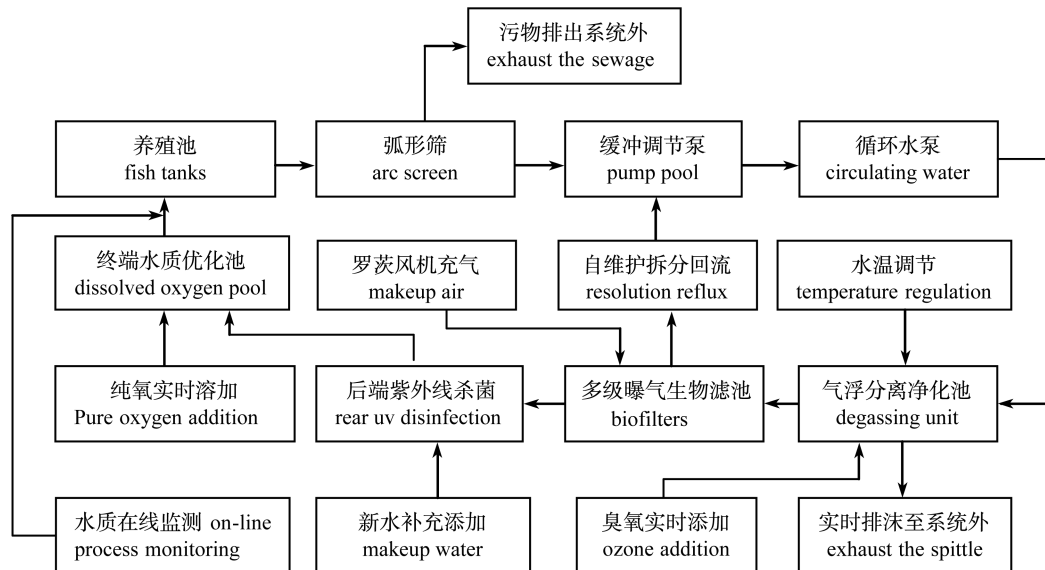 污物排出系统外
exhaust the sewage
养殖池
fish tanks
弧形筛
arc screen
缓冲调节泵
pump pool
循环水泵
circulating water
终端水质优化池
dissolved oxygen pool
罗茨风机充气
makeup air
自维护拆分回流
resolution reflux
水温调节
temperature regulation
纯氧实时溶加
Pure oxygen addition
后端紫外线杀菌
rear uv disinfection
多级曝气生物滤池
biofilters
气浮分离净化池
degassing unit
水质在线监测 on-line
process monitoring
新水补充添加
makeup water
臭氧实时添加
ozone addition
实时排沫至系统外
exhaust the spittle